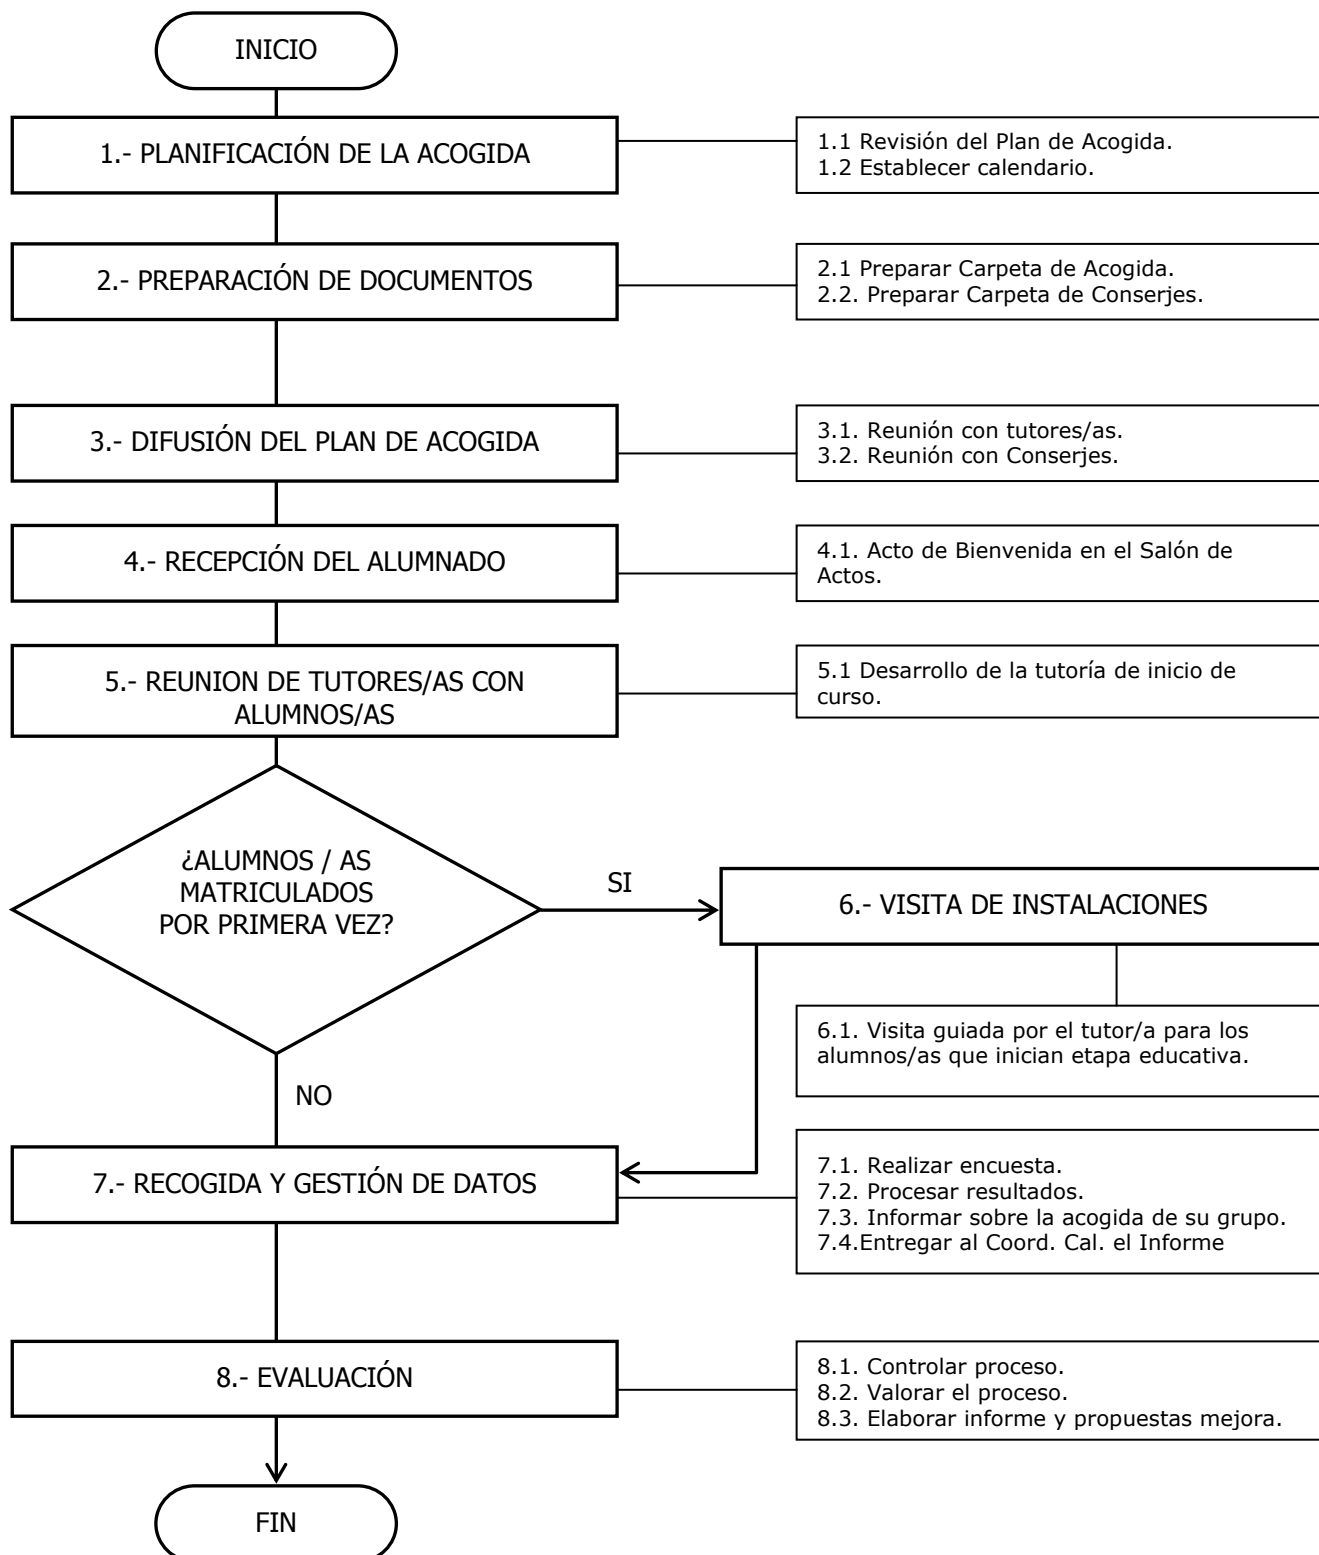 INICIO
1.- PLANIFICACIÓN DE LA ACOGIDA
1.1 Revisión del Plan de Acogida.
1.2 Establecer calendario.
2.- PREPARACIÓN DE DOCUMENTOS
2.1 Preparar Carpeta de Acogida.
2.2. Preparar Carpeta de Conserjes.
3.- DIFUSIÓN DEL PLAN DE ACOGIDA
3.1. Reunión con tutores/as.
3.2. Reunión con Conserjes.
4.- RECEPCIÓN DEL ALUMNADO
4.1. Acto de Bienvenida en el Salón de
Actos.
5.- REUNION DE TUTORES/AS CON
ALUMNOS/AS
5.1 Desarrollo de la tutoría de inicio de
curso.
¿ALUMNOS / AS
MATRICULADOS
POR PRIMERA VEZ?
SI
6.- VISITA DE INSTALACIONES
6.1. Visita guiada por el tutor/a para los
alumnos/as que inician etapa educativa.
NO
7.- RECOGIDA Y GESTIÓN DE DATOS
7.1. Realizar encuesta.
7.2. Procesar resultados.
7.3. Informar sobre la acogida de su grupo.
7.4.Entregar al Coord. Cal. el Informe
8.- EVALUACIÓN
8.1. Controlar proceso.
8.2. Valorar el proceso.
8.3. Elaborar informe y propuestas mejora.
FIN